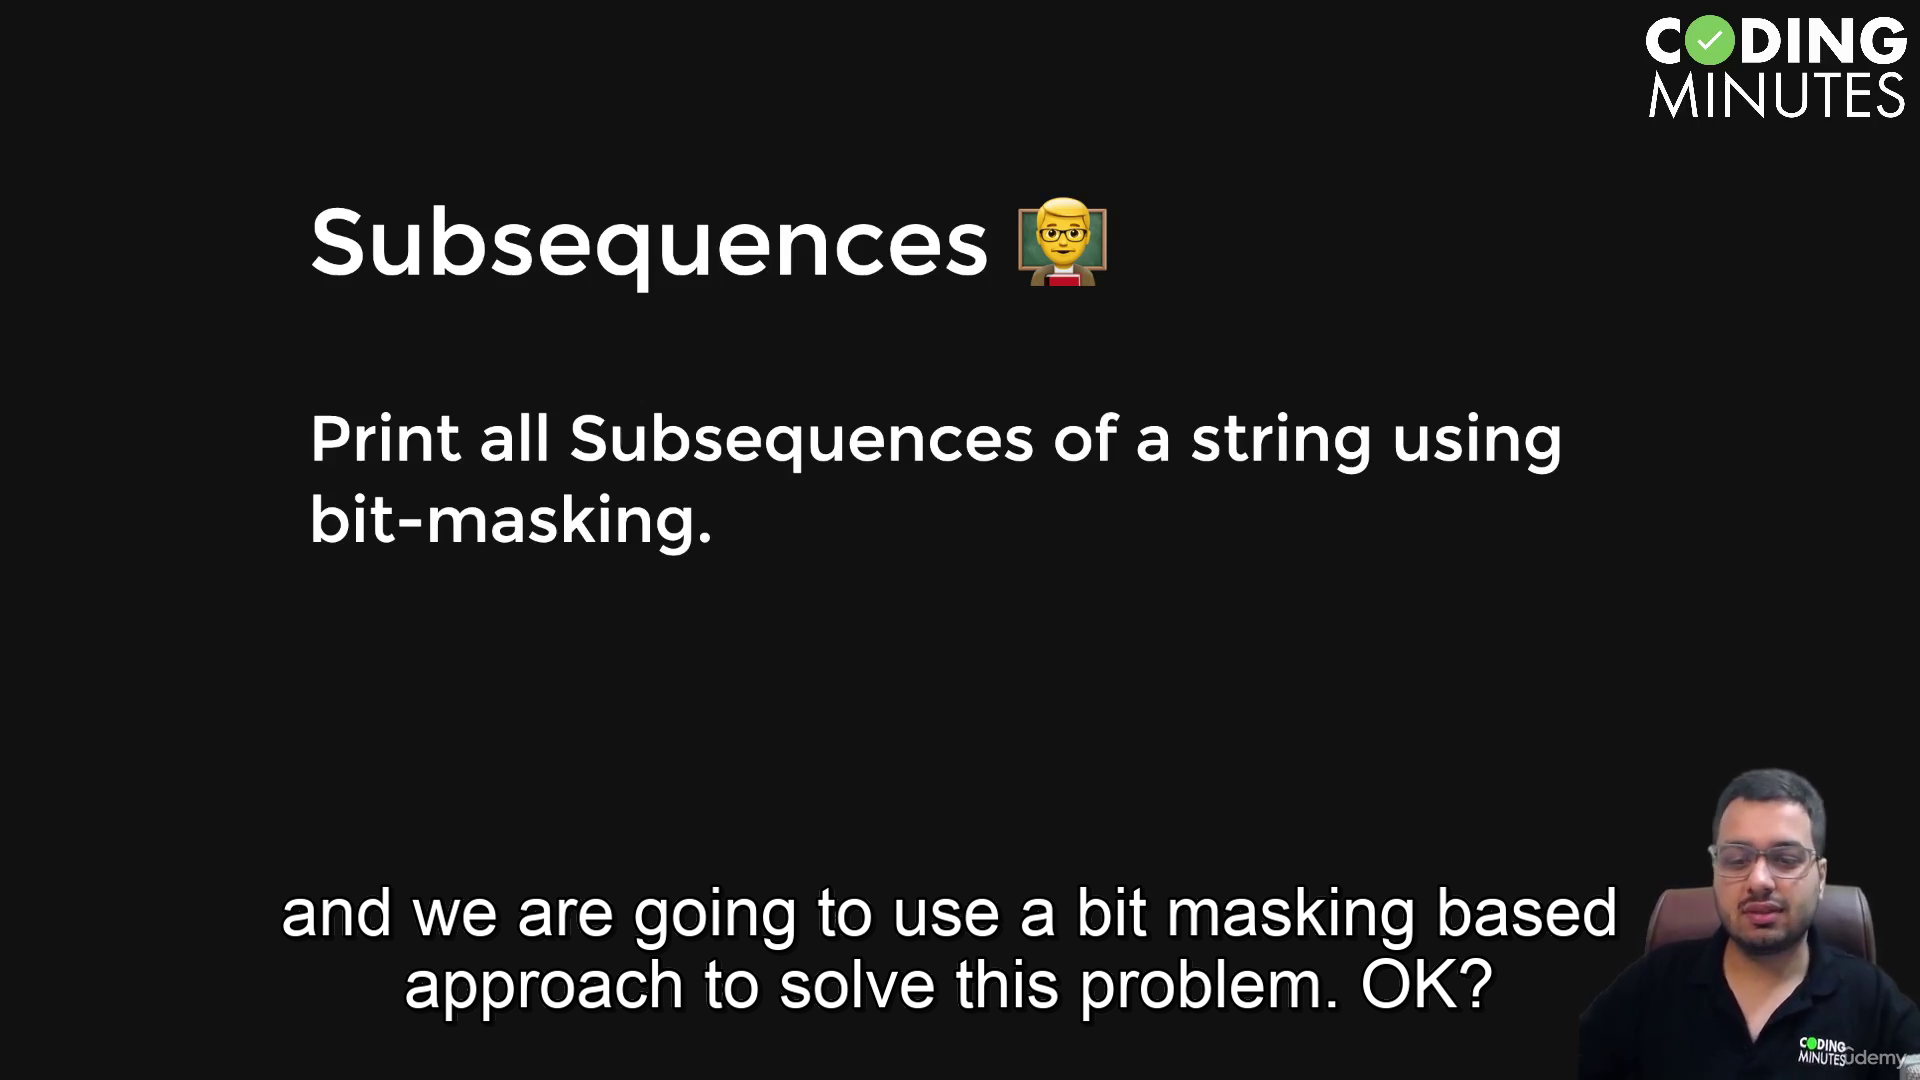 CODING
MINUTES
Subsequences
Print all Subsequences of a string using
bit-masking.
and we are going to use a bit masking based
approach to solve this problem. OK?
CODING
MINUTES
ûdemy